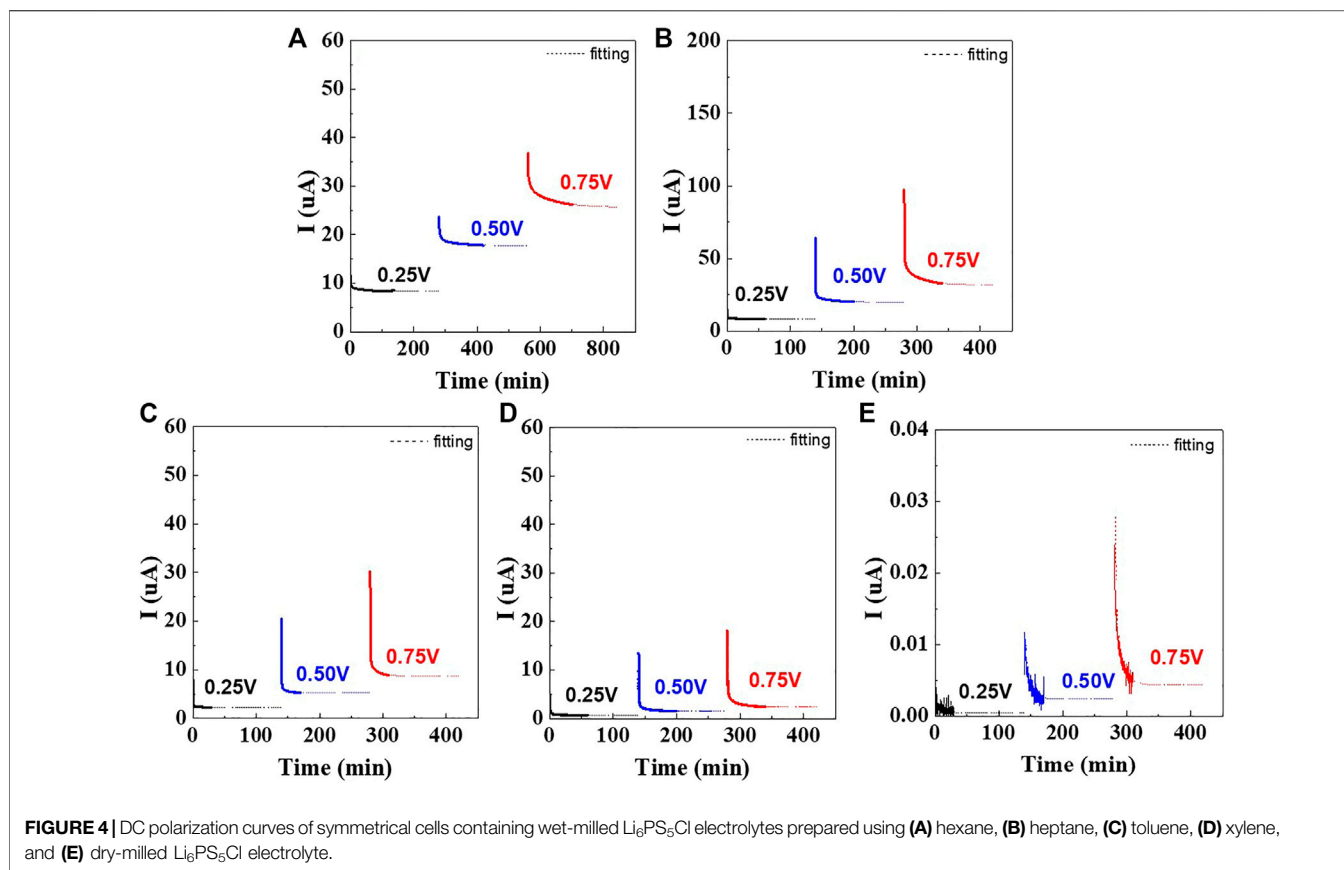 A
60
50
40
30
20
10
0
I (uA)
0 200 400 600 800
Time (min)
fitting
0.25V
0.50V
0.75V
B
200
150
100
50
0
I (uA)
0 100 200 300 400
Time (min)
fitting
0.25V
0.50V
0.75V
C
60
50
40
30
20
10
0
I (uA)
0 100 200 300 400
Time (min)
fitting
0.25V
0.50V
0.75V
D
60
50
40
30
20
10
0
I (uA)
0 100 200 300 400
Time (min)
fitting
0.25V
0.50V
0.75V
E
0.04
0.03
0.02
0.01
0.00
I (uA)
0 100 200 300 400
Time (min)
fitting
0.25V
0.50V
0.75V
FIGURE 4 | DC polarization curves of symmetrical cells containing wet-milled Li₆PS₅Cl electrolytes prepared using (A) hexane, (B) heptane, (C) toluene, (D) xylene,
and (E) dry-milled Li₆PS₅Cl electrolyte.